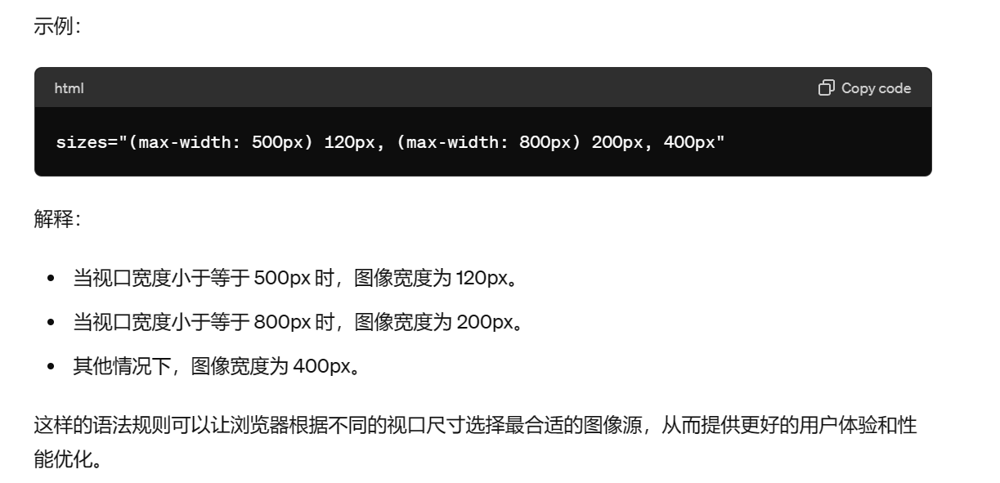 示例：
html
Copy code
sizes="(max-width: 500px) 120px, (max-width: 800px) 200px, 400px"
解释：
• 当视口宽度小于等于 500px 时，图像宽度为 120px。
• 当视口宽度小于等于 800px 时，图像宽度为 200px。
• 其他情况下，图像宽度为 400px。
这样的语法规则可以让浏览器根据不同的视口尺寸选择最合适的图像源，从而提供更好的用户体验和性
能优化。